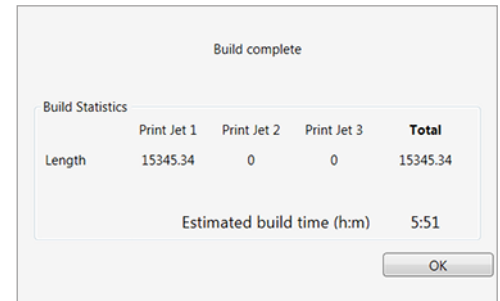 Build complete
Build Statistics
Print Jet 1 Print Jet 2 Print Jet 3 Total
Length 15345.34 0 0 15345.34
Estimated build time (h:m) 5:51
OK